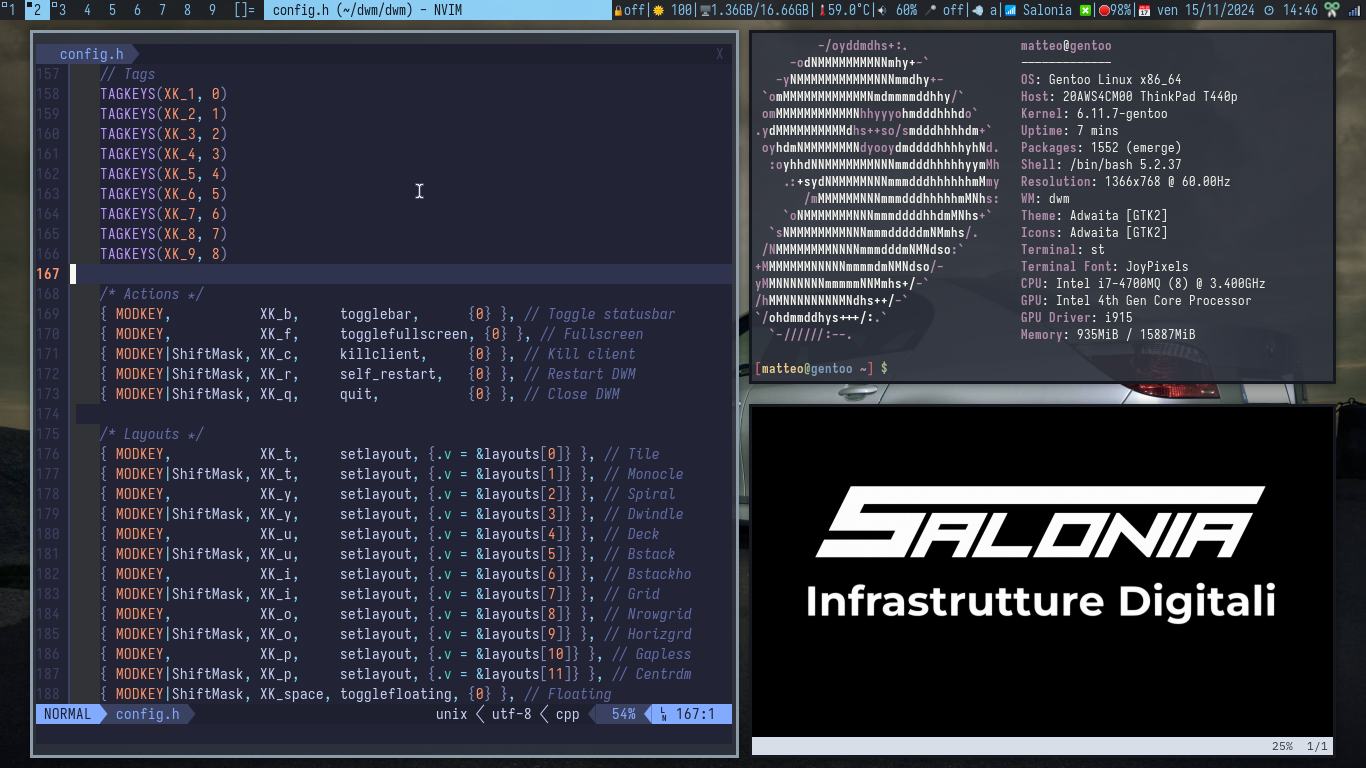 1 2 3 4 5 6 7 8 9 []= config.h (~/dwm/dwm) - NVIM off| 100| 1.36GB/16.66GB| 59.0°C| 60% off| a| Salonia | 98%| ven 15/11/2024 14:46
config.h X
157 // Tags
158 TAGKEYS(XK_1, 0)
159 TAGKEYS(XK_2, 1)
160 TAGKEYS(XK_3, 2)
161 TAGKEYS(XK_4, 3)
162 TAGKEYS(XK_5, 4)
163 TAGKEYS(XK_6, 5)
164 TAGKEYS(XK_7, 6)
165 TAGKEYS(XK_8, 7)
166 TAGKEYS(XK_9, 8)
167
168 /* Actions */
169 { MODKEY, XK_b, togglebar, {0} }, // Toggle statusbar
170 { MODKEY, XK_f, togglefullscreen, {0} }, // Fullscreen
171 { MODKEY|ShiftMask, XK_c, killclient, {0} }, // Kill client
172 { MODKEY|ShiftMask, XK_r, self_restart, {0} }, // Restart DWM
173 { MODKEY|ShiftMask, XK_q, quit, {0} }, // Close DWM
174
175 /* Layouts */
176 { MODKEY, XK_t, setlayout, {.v = &layouts[0]} }, // Tile
177 { MODKEY|ShiftMask, XK_t, setlayout, {.v = &layouts[1]} }, // Monocle
178 { MODKEY, XK_y, setlayout, {.v = &layouts[2]} }, // Spiral
179 { MODKEY|ShiftMask, XK_y, setlayout, {.v = &layouts[3]} }, // Dwindle
180 { MODKEY, XK_u, setlayout, {.v = &layouts[4]} }, // Deck
181 { MODKEY|ShiftMask, XK_u, setlayout, {.v = &layouts[5]} }, // Bstack
182 { MODKEY, XK_i, setlayout, {.v = &layouts[6]} }, // Bstackho
183 { MODKEY|ShiftMask, XK_i, setlayout, {.v = &layouts[7]} }, // Grid
184 { MODKEY, XK_o, setlayout, {.v = &layouts[8]} }, // Nrowgrid
185 { MODKEY|ShiftMask, XK_o, setlayout, {.v = &layouts[9]} }, // Horizgrd
186 { MODKEY, XK_p, setlayout, {.v = &layouts[10]} }, // Gapless
187 { MODKEY|ShiftMask, XK_p, setlayout, {.v = &layouts[11]} }, // Centrdm
188 { MODKEY|ShiftMask, XK_space, togglefloating, {0} }, // Floating
NORMAL config.h unix utf-8 cpp 54% 167:1
matteo@gentoo
-------------
OS: Gentoo Linux x86_64
Host: 20AWS4CM00 ThinkPad T440p
Kernel: 6.11.7-gentoo
Uptime: 7 mins
Packages: 1552 (emerge)
Shell: /bin/bash 5.2.37
Resolution: 1366x768 @ 60.00Hz
WM: dwm
Theme: Adwaita [GTK2]
Icons: Adwaita [GTK2]
Terminal: st
Terminal Font: JoyPixels
CPU: Intel i7-4700MQ (8) @ 3.400GHz
GPU: Intel 4th Gen Core Processor
GPU Driver: i915
Memory: 935MiB / 15887MiB
[matteo@gentoo ~] $
SALONIA
Infrastrutture Digitali
25% 1/1